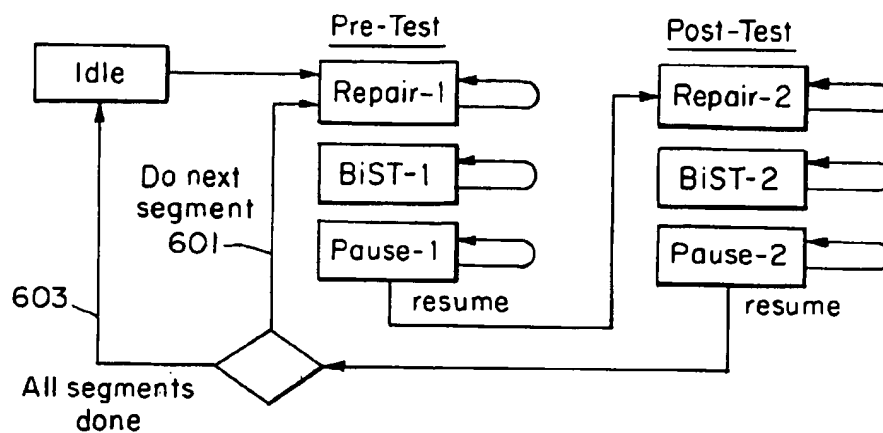 Pre-Test
Post-Test
Idle
Repair-1
Repair-2
Do next
segment
601
BiST-1
BiST-2
Pause-1
Pause-2
603
resume
resume
All segments
done